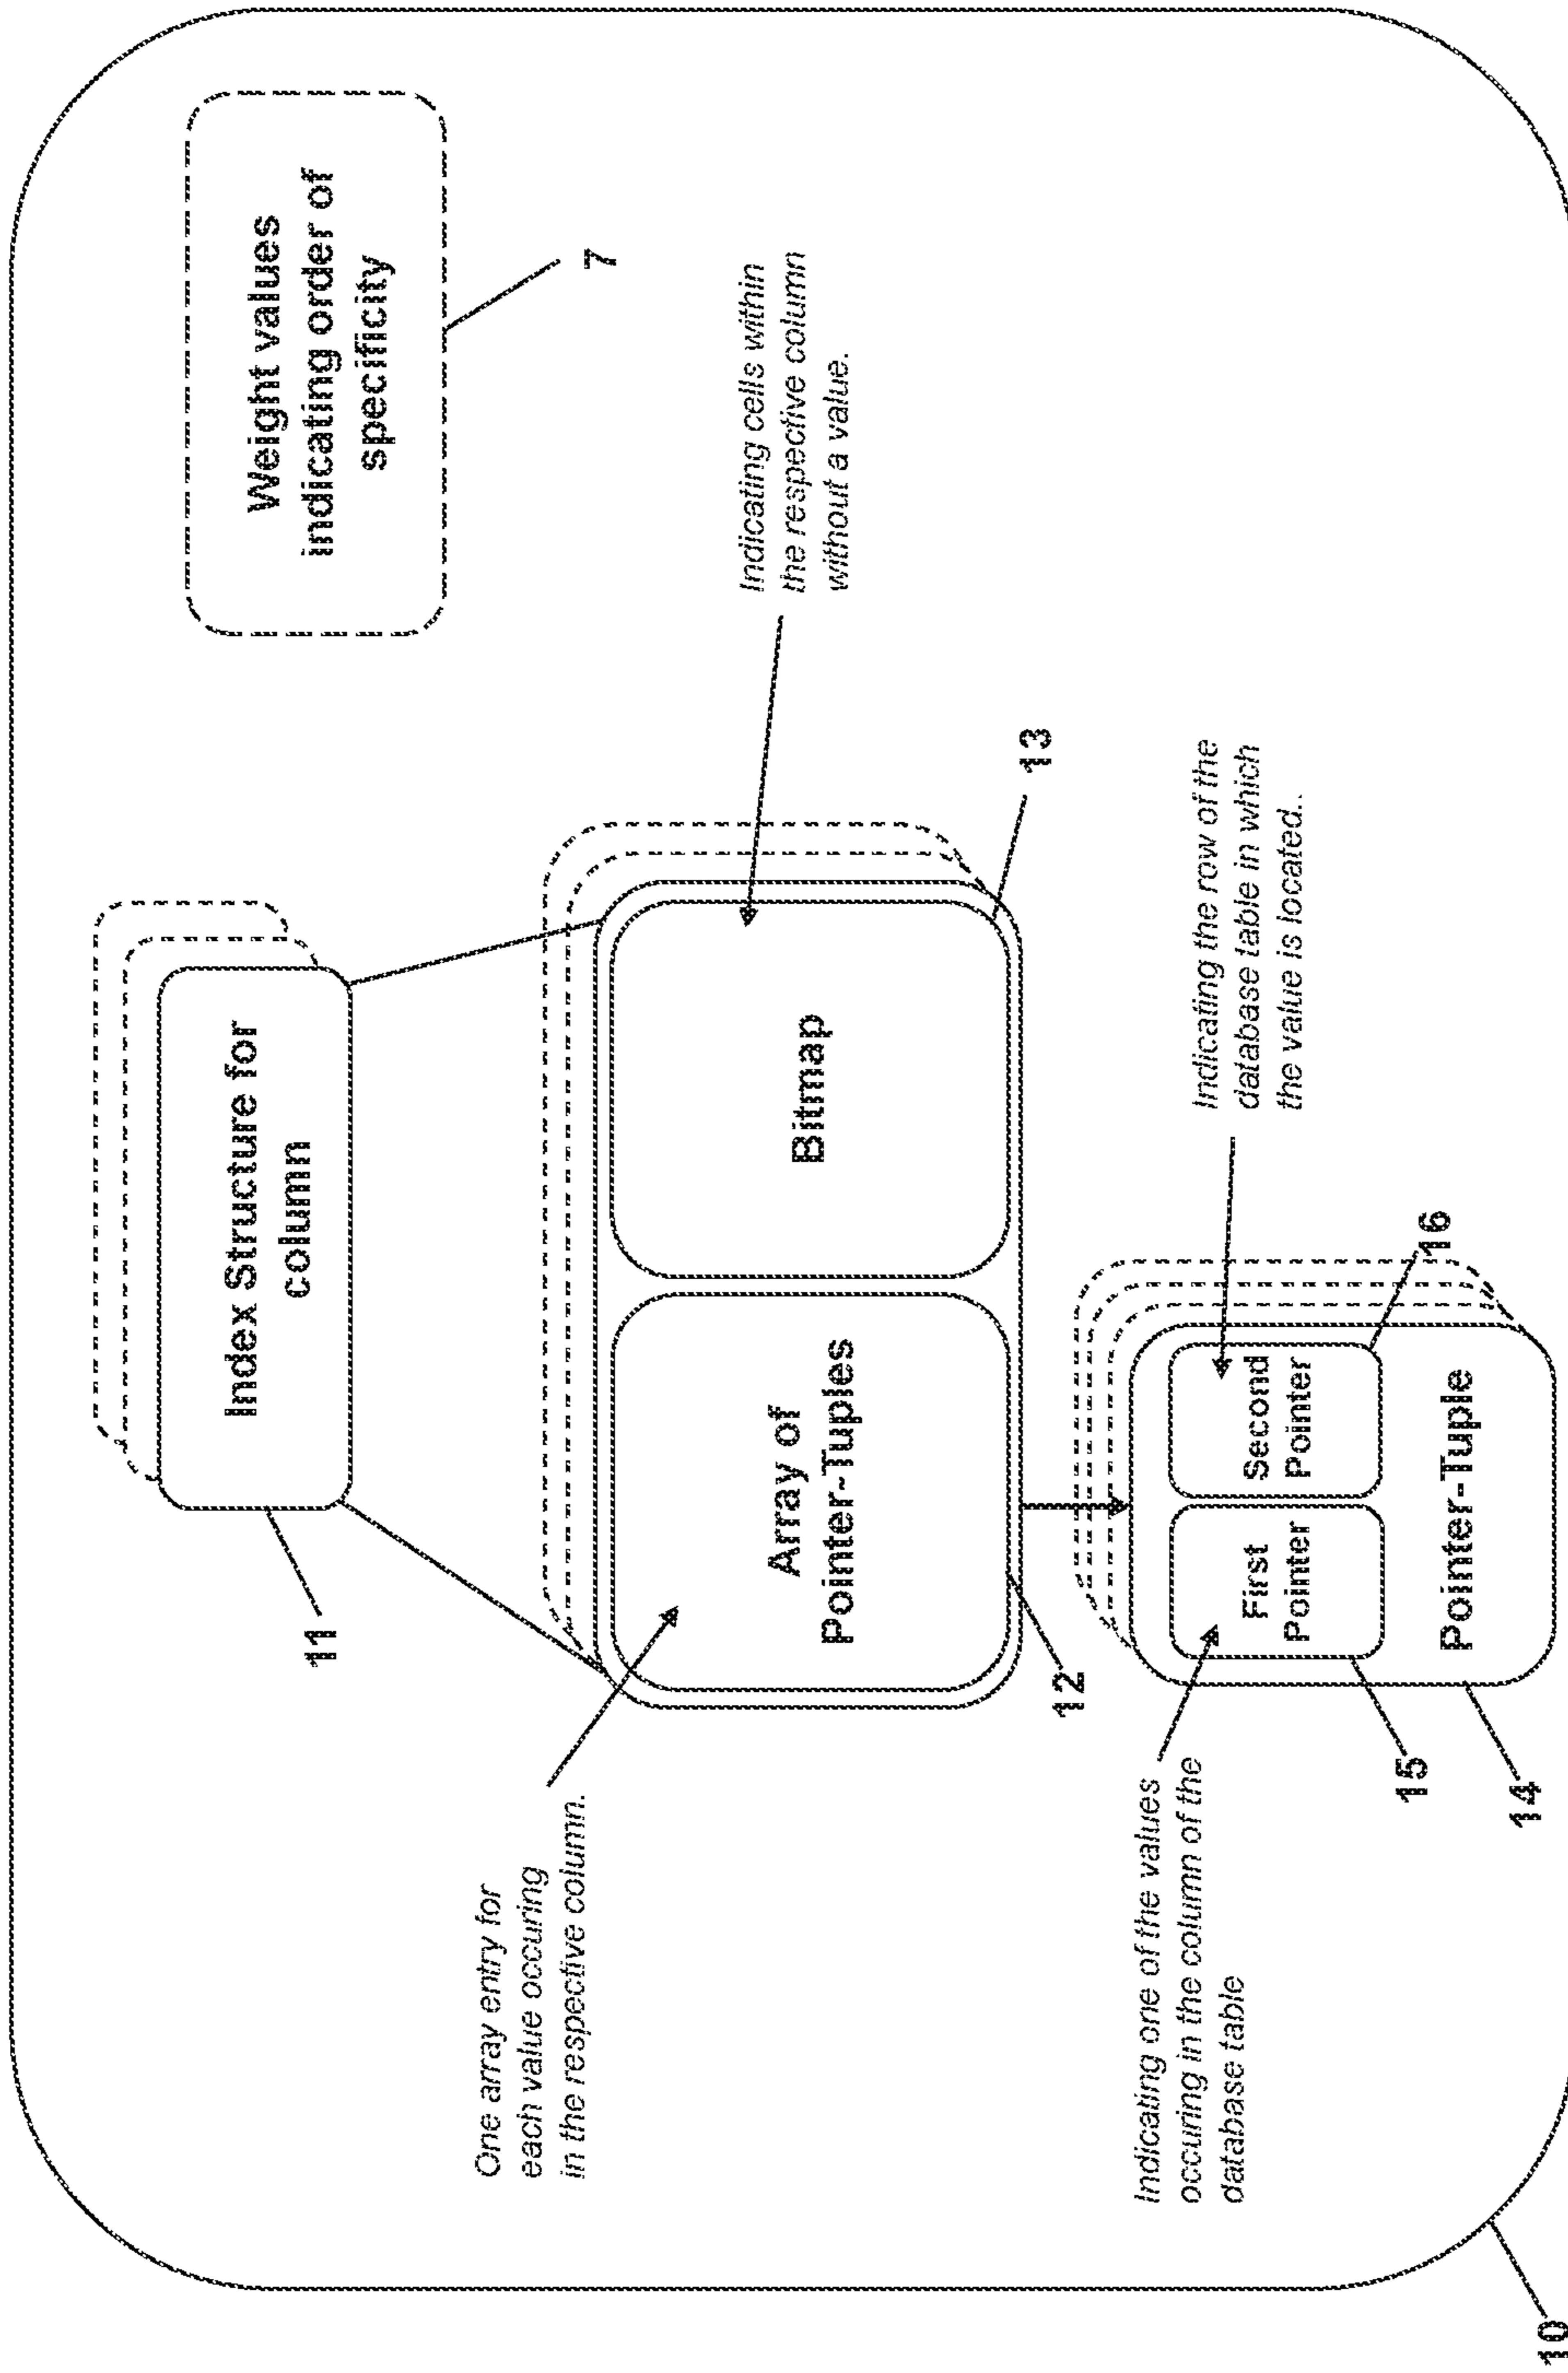 Weight values
indicating order of
specificity
7
Index Structure for
column
11
Indicating cells within
the respective column
without a value.
One array entry for
each value occuring
in the respective column.
Array of
Pointer-Tuples
Bitmap
13
12
Indicating the row of the
database table in which
the value is located..
Indicating one of the values
occuring in the column of the
database table
First
Pointer
Second
Pointer
16
Pointer-Tuple
15
14
10